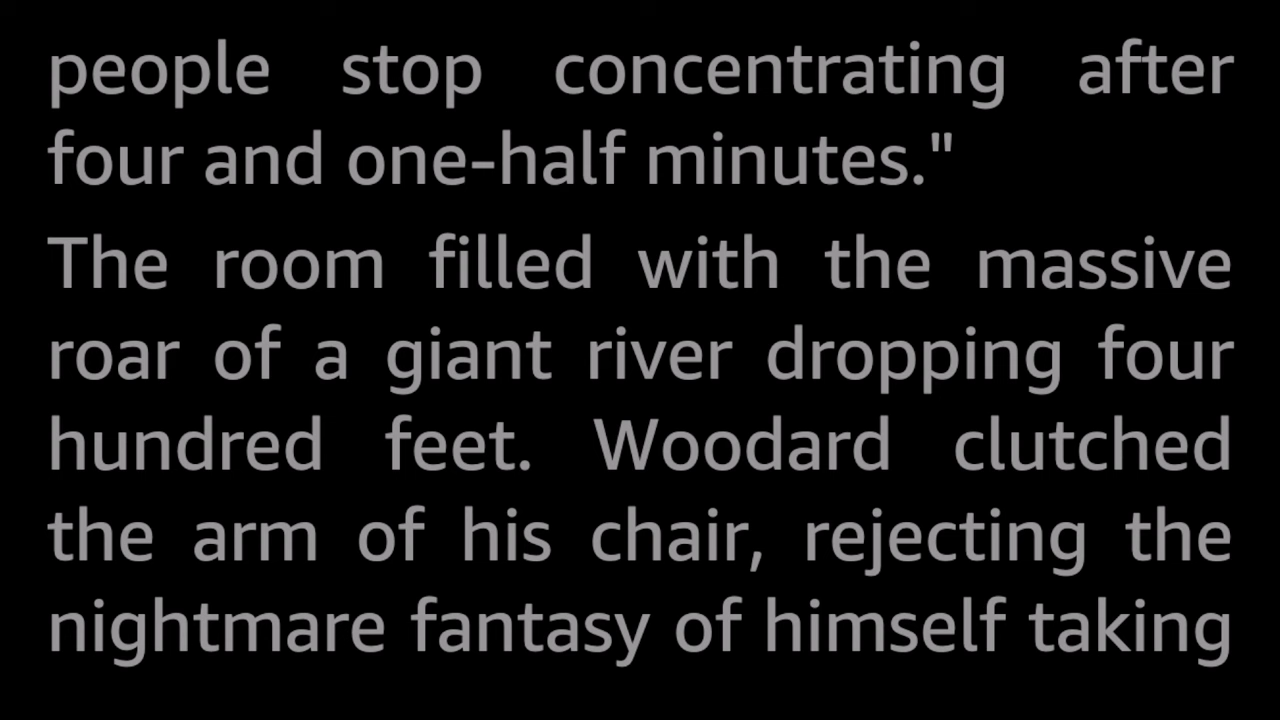 people stop concentrating after
four and one-half minutes."
The room filled with the massive
roar of a giant river dropping four
hundred feet. Woodard clutched
the arm of his chair, rejecting the
nightmare fantasy of himself taking